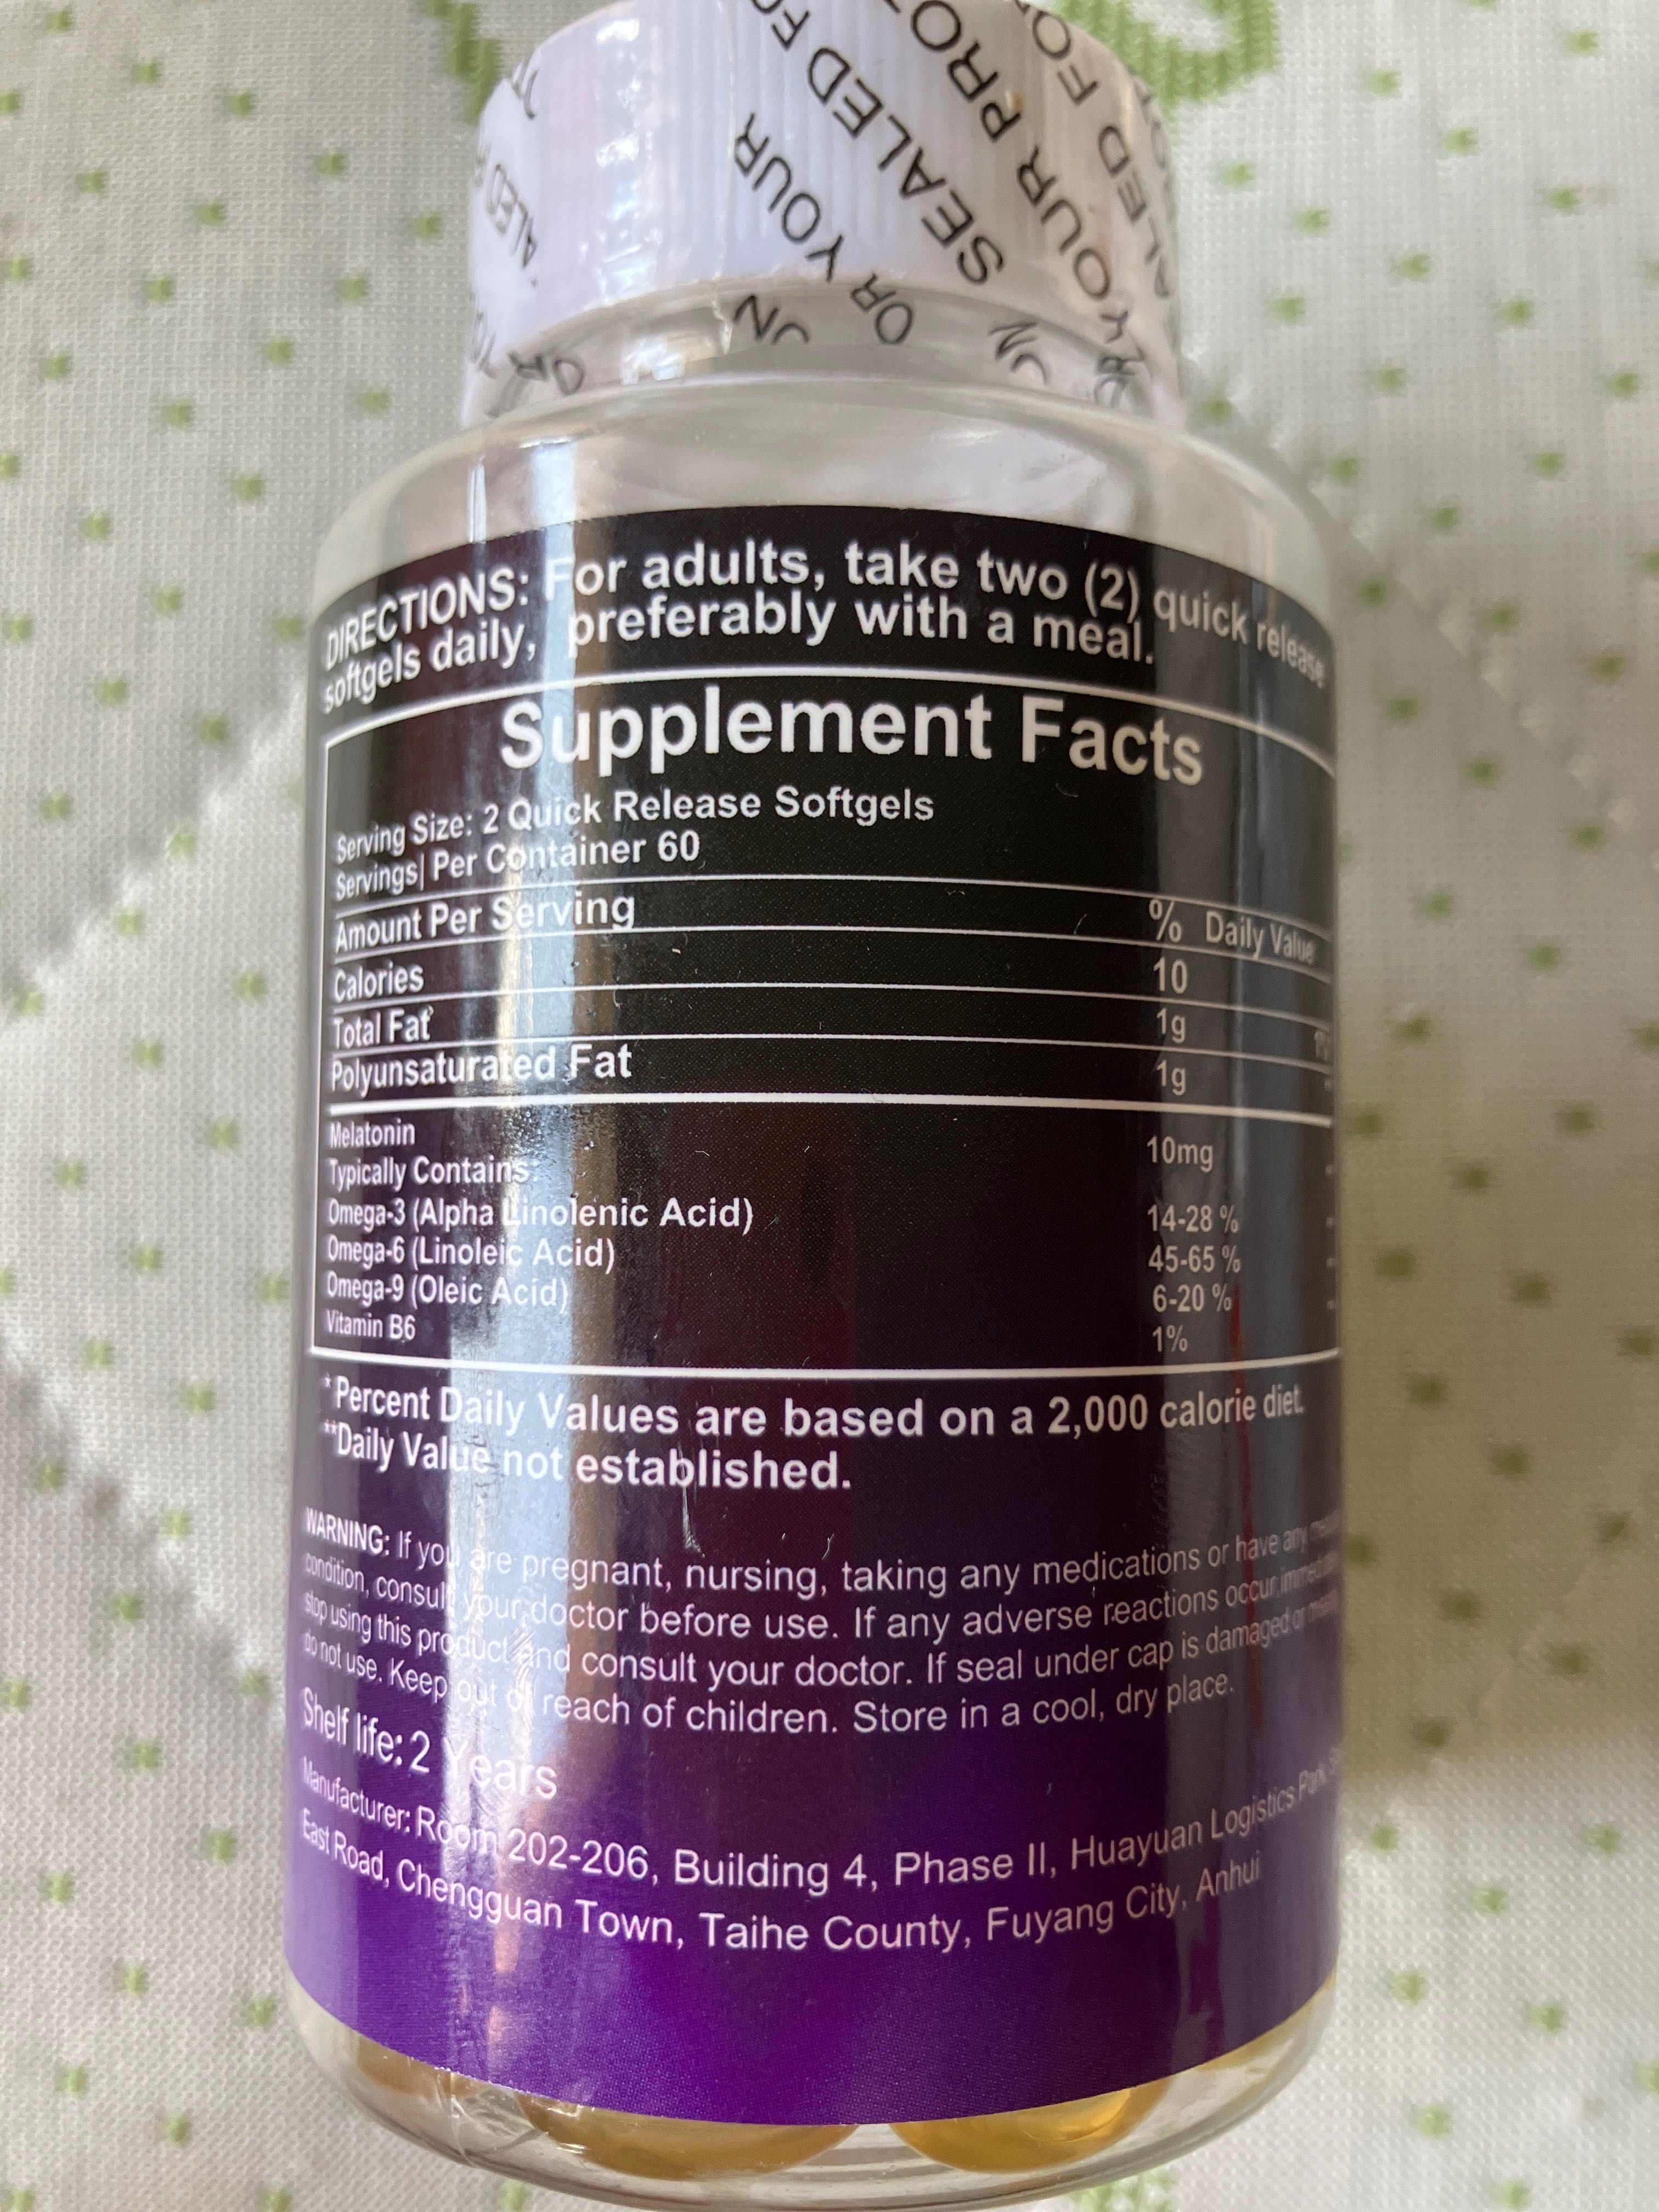 SEALED FO
OR YOUR PROT
YOUR
DIRECTIONS: For adults, take two (2) quick release
softgels daily, preferably with a meal.
Supplement Facts
Serving Size: 2 Quick Release Softgels
Servings| Per Container 60
Amount Per Serving % Daily Value
Calories 10
Total Fat 1g
Polyunsaturated Fat 1g
Melatonin 10mg
Typically Contains:
Omega-3 (Alpha Linolenic Acid) 14-28 %
Omega-6 (Linoleic Acid) 45-65 %
Omega-9 (Oleic Acid) 6-20 %
Vitamin B6 1%
*Percent Daily Values are based on a 2,000 calorie diet.
**Daily Value not established.
WARNING: If you are pregnant, nursing, taking any medications or have any
condition, consult your doctor before use. If any adverse reactions occur.
stop using this product and consult your doctor. If seal under cap is damaged or
do not use. Keep out of reach of children. Store in a cool, dry place.
Shelf life: 2 Years
Manufacturer: Room 202-206, Building 4, Phase II, Huayuan Logistics Park,
East Road, Chengguan Town, Taihe County, Fuyang City, Anhui